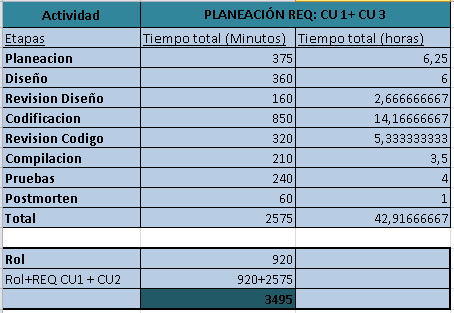 Actividad PLANEACIÓN REQ: CU 1+ CU 3
Etapas Tiempo total (Minutos) Tiempo total (horas)
Planeacion 375 6,25
Diseño 360 6
Revision Diseño 160 2,666666667
Codificacion 850 14,16666667
Revision Codigo 320 5,333333333
Compilacion 210 3,5
Pruebas 240 4
Postmorten 60 1
Total 2575 42,91666667
Rol 920
Rol+REQ CU1 + CU2 920+2575
3495